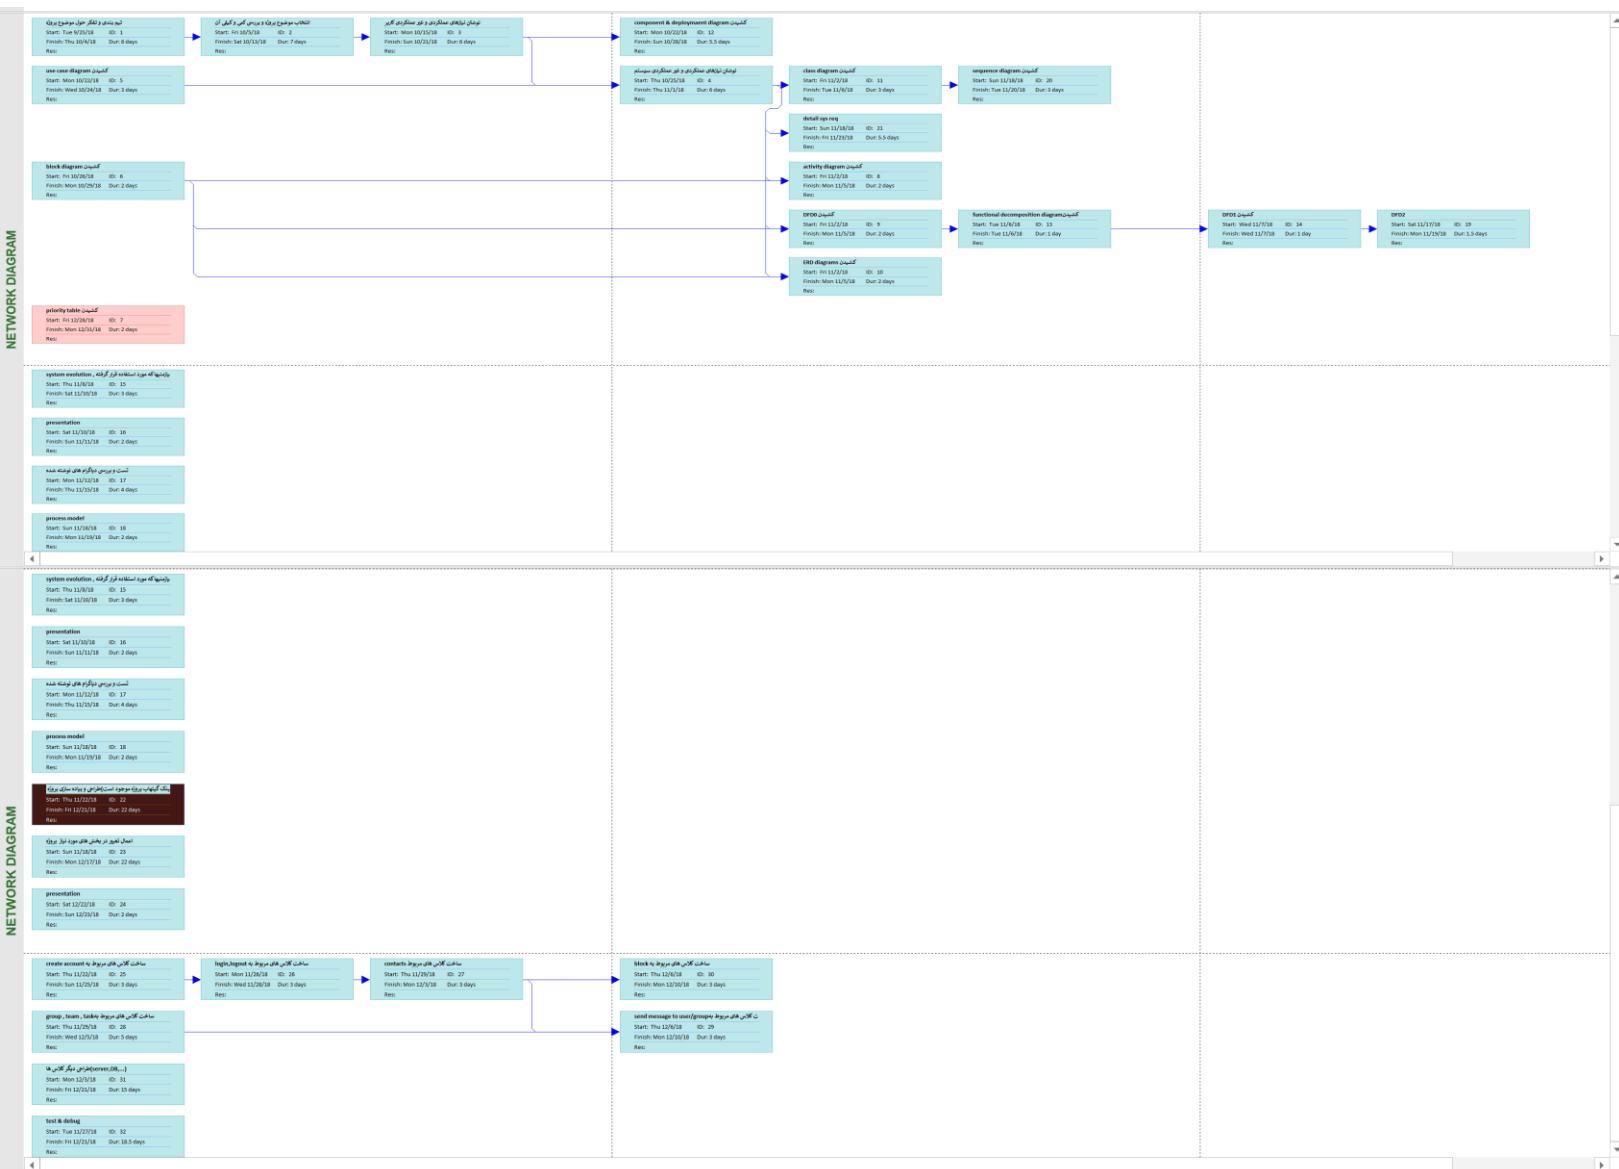 NETWORK DIAGRAM
تیم بندی و تفکر حول موضوع پروژه
Start: Tue 9/25/18 ID: 1
Finish: Thu 10/4/18 Dur: 8 days
Res:
انتخاب موضوع پروژه و بررسی کمی و کیفی آن
Start: Fri 10/5/18 ID: 2
Finish: Sat 10/13/18 Dur: 7 days
Res:
نوشتن نیازهای عملکردی و غیر عملکردی کاربر
Start: Mon 10/15/18 ID: 3
Finish: Sun 10/21/18 Dur: 6 days
Res:
component & deployment diagram کشیدن
Start: Mon 10/22/18 ID: 12
Finish: Sun 10/28/18 Dur: 5.5 days
Res:
use case diagram کشیدن
Start: Mon 10/22/18 ID: 5
Finish: Wed 10/24/18 Dur: 3 days
Res:
نوشتن نیازهای عملکردی و غیر عملکردی سیستم
Start: Thu 10/25/18 ID: 4
Finish: Thu 11/1/18 Dur: 6 days
Res:
class diagram کشیدن
Start: Fri 11/2/18 ID: 11
Finish: Tue 11/6/18 Dur: 3 days
Res:
sequence diagram کشیدن
Start: Sun 11/18/18 ID: 20
Finish: Tue 11/20/18 Dur: 3 days
Res:
detail sys req
Start: Sun 11/18/18 ID: 21
Finish: Fri 11/23/18 Dur: 5.5 days
Res:
block diagram کشیدن
Start: Fri 10/26/18 ID: 6
Finish: Mon 10/29/18 Dur: 2 days
Res:
activity diagram کشیدن
Start: Fri 11/2/18 ID: 8
Finish: Mon 11/5/18 Dur: 2 days
Res:
DFD0 کشیدن
Start: Fri 11/2/18 ID: 9
Finish: Mon 11/5/18 Dur: 2 days
Res:
functional decomposition diagramکشیدن
Start: Tue 11/6/18 ID: 13
Finish: Tue 11/6/18 Dur: 1 day
Res:
DFD1 کشیدن
Start: Wed 11/7/18 ID: 14
Finish: Wed 11/7/18 Dur: 1 day
Res:
DFD2
Start: Sat 11/17/18 ID: 19
Finish: Mon 11/19/18 Dur: 1.5 days
Res:
ERD diagrams کشیدن
Start: Fri 11/2/18 ID: 10
Finish: Mon 11/5/18 Dur: 2 days
Res:
priority table کشیدن
Start: Fri 12/28/18 ID: 7
Finish: Mon 12/31/18 Dur: 2 days
Res:
system evolution , که مورد استفاده قرار گرفته
Start: Thu 11/8/18 ID: 15
Finish: Sat 11/10/18 Dur: 3 days
Res:
presentation
Start: Sat 11/10/18 ID: 16
Finish: Sun 11/11/18 Dur: 2 days
Res:
تست و بررسی دیاگرام های نوشته شده
Start: Mon 11/12/18 ID: 17
Finish: Thu 11/15/18 Dur: 4 days
Res:
process model
Start: Sun 11/18/18 ID: 18
Finish: Mon 11/19/18 Dur: 2 days
Res:
NETWORK DIAGRAM
system evolution , که مورد استفاده قرار گرفته
Start: Thu 11/8/18 ID: 15
Finish: Sat 11/10/18 Dur: 3 days
Res:
presentation
Start: Sat 11/10/18 ID: 16
Finish: Sun 11/11/18 Dur: 2 days
Res:
تست و بررسی دیاگرام های نوشته شده
Start: Mon 11/12/18 ID: 17
Finish: Thu 11/15/18 Dur: 4 days
Res:
process model
Start: Sun 11/18/18 ID: 18
Finish: Mon 11/19/18 Dur: 2 days
Res:
پروژه موجود است)طراحی و پیاده سازی پروژه
Start: Thu 11/22/18 ID: 22
Finish: Fri 12/21/18 Dur: 22 days
Res:
اعمال تغییر در بخش های مورد نیاز پروژه
Start: Sun 11/18/18 ID: 23
Finish: Mon 12/17/18 Dur: 22 days
Res:
presentation
Start: Sat 12/22/18 ID: 24
Finish: Sun 12/23/18 Dur: 2 days
Res:
create account ساخت کلاس های مربوط به
Start: Thu 11/22/18 ID: 25
Finish: Sun 11/25/18 Dur: 3 days
Res:
login,logout ساخت کلاس های مربوط به
Start: Mon 11/26/18 ID: 26
Finish: Wed 11/28/18 Dur: 3 days
Res:
contacts ساخت کلاس های مربوط
Start: Thu 11/29/18 ID: 27
Finish: Mon 12/3/18 Dur: 3 days
Res:
block ساخت کلاس های مربوط به
Start: Thu 12/6/18 ID: 30
Finish: Mon 12/10/18 Dur: 3 days
Res:
group , team , taskساخت کلاس های مربوط به
Start: Thu 11/29/18 ID: 28
Finish: Wed 12/5/18 Dur: 5 days
Res:
send message to user/groupت کلاس های مربوط به
Start: Thu 12/6/18 ID: 29
Finish: Mon 12/10/18 Dur: 3 days
Res:
طراحی دیگر کلاس ها(server,DB,...)
Start: Mon 12/3/18 ID: 31
Finish: Fri 12/21/18 Dur: 15 days
Res:
test & debug
Start: Tue 11/27/18 ID: 32
Finish: Fri 12/21/18 Dur: 18.5 days
Res: